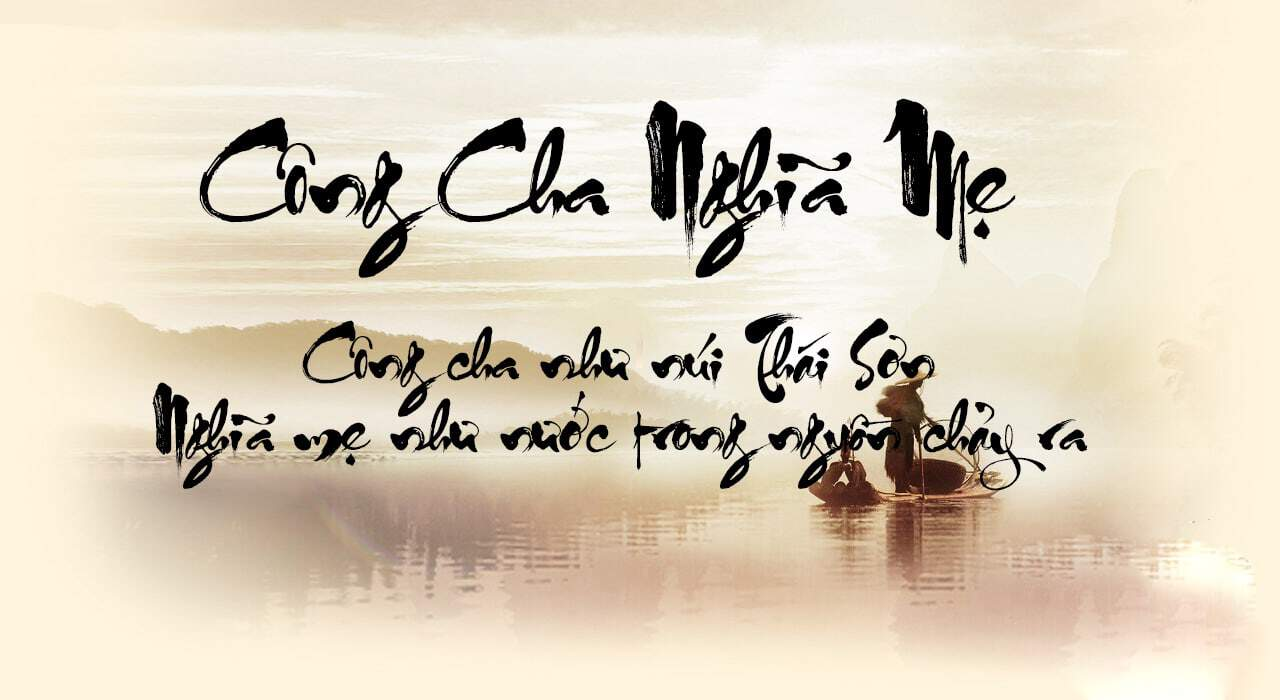 Công Cha Nghĩa Mẹ
Công cha như núi Thái Sơn
Nghĩa mẹ như nước trong nguồn chảy ra